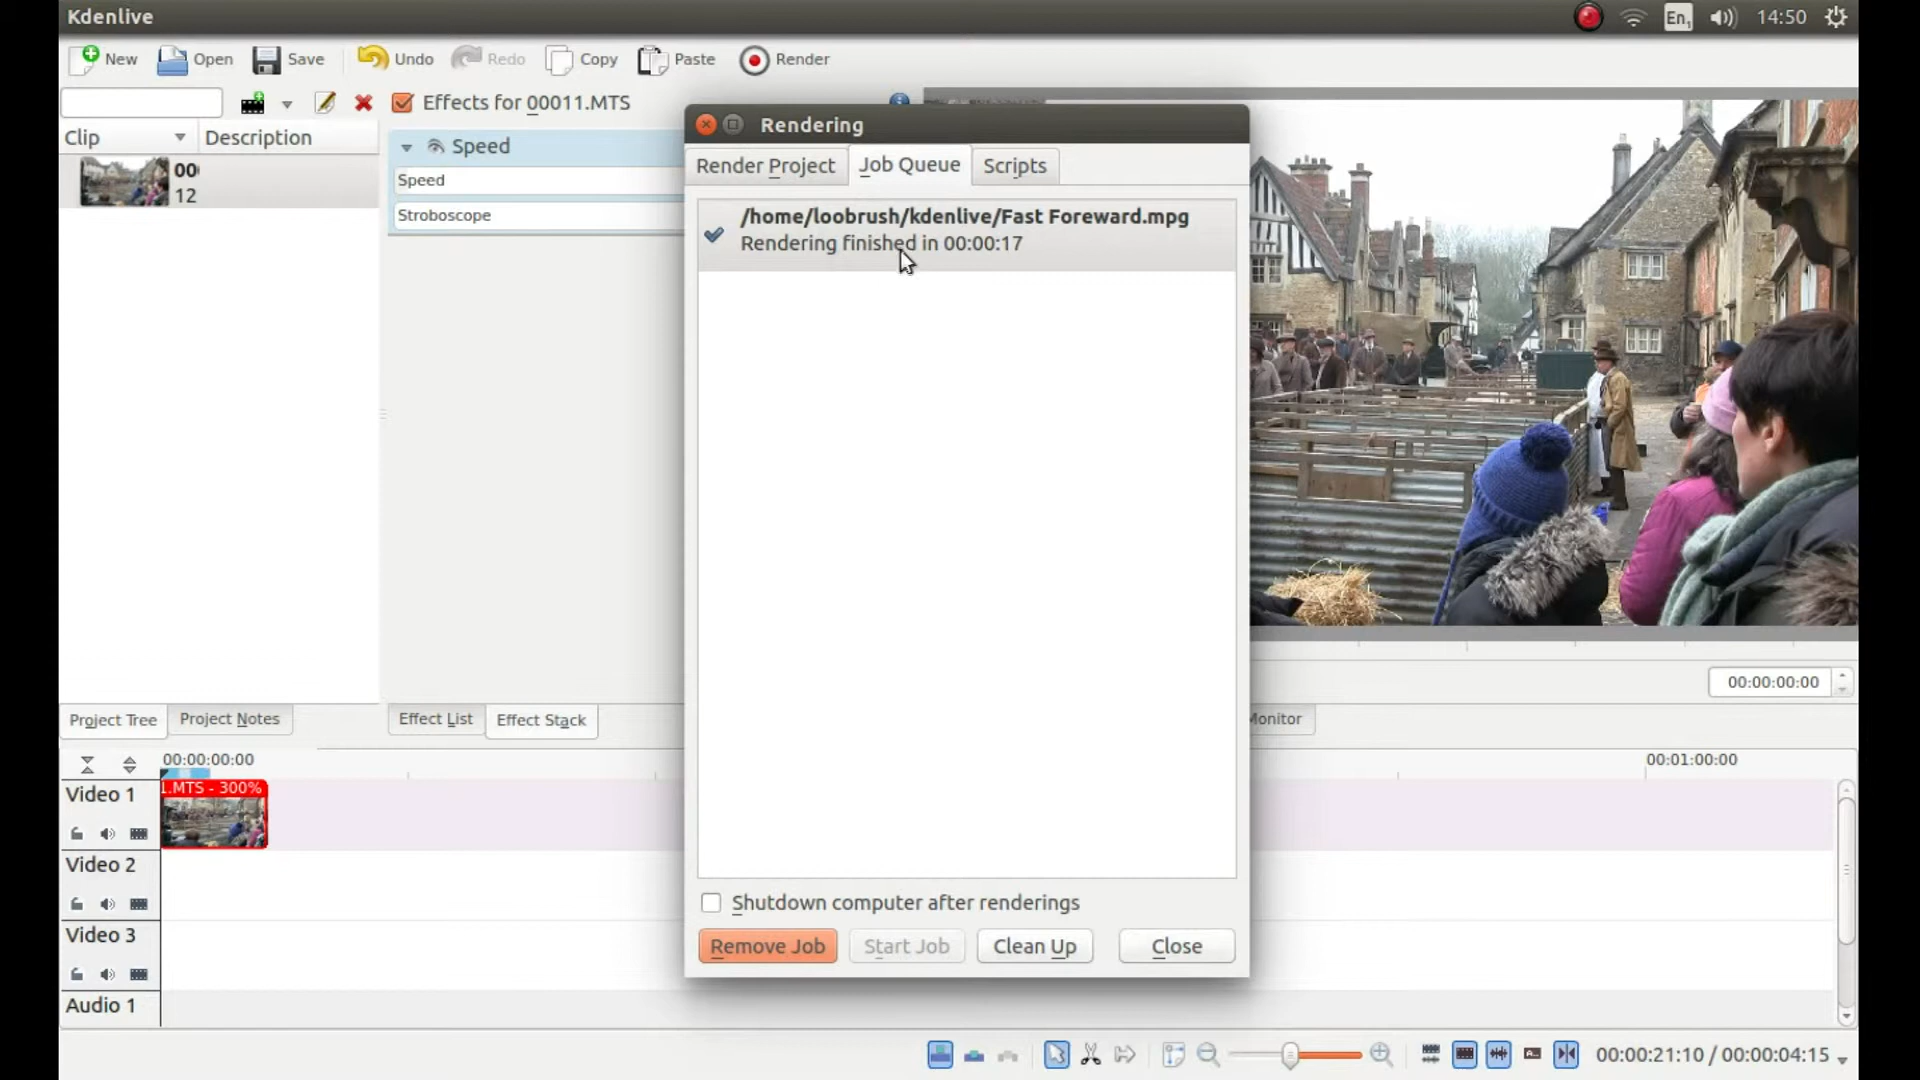 Kdenlive
En1
14:50
New
Open
Save
Undo
Redo
Copy
Paste
Render
Effects for 00011.MTS
Clip
Description
00
12
Speed
Speed
Stroboscope
Rendering
Render Project
Job Queue
Scripts
/home/loobrush/kdenlive/Fast Foreward.mpg
Rendering finished in 00:00:17
Shutdown computer after renderings
Remove Job
Start Job
Clean Up
Close
00:00:00:00
Project Tree
Project Notes
Effect List
Effect Stack
Monitor
00:00:00:00
00:01:00:00
Video 1
1.MTS - 300%
Video 2
Video 3
Audio 1
00:00:21:10 / 00:00:04:15